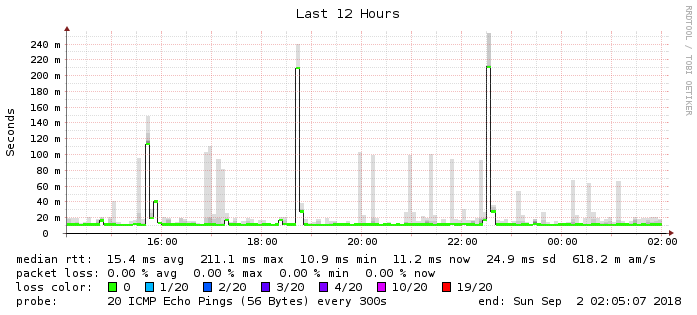 Last 12 Hours
RRDTOOL / TOBI OETIKER
Seconds
240 m
220 m
200 m
180 m
160 m
140 m
120 m
100 m
80 m
60 m
40 m
20 m
0
16:00 18:00 20:00 22:00 00:00 02:00
median rtt: 15.4 ms avg 211.1 ms max 10.9 ms min 11.2 ms now 24.9 ms sd 618.2 m am/s
packet loss: 0.00 % avg 0.00 % max 0.00 % min 0.00 % now
loss color: 0 1/20 2/20 3/20 4/20 10/20 19/20
probe: 20 ICMP Echo Pings (56 Bytes) every 300s end: Sun Sep 2 02:05:07 2018